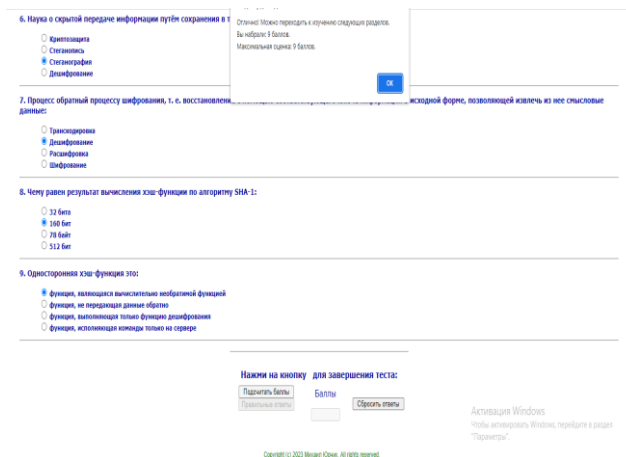 Отлично! Можно переходить к изучению следующих разделов.
Вы набрали: 9 баллов.
Максимальная оценка: 9 баллов.
OK
6. Наука о скрытой передаче информации путём сохранения в т
Криптозащита
Стеганопись
Стеганография
Дешифрование
7. Процесс обратный процессу шифрования, т. е. восстановлени исходной форме, позволяющей извлечь из нее смысловые
данные:
Транскодировка
Дешифрование
Расшифровка
Шифрование
8. Чему равен результат вычисления хэш-функции по алгоритму SHA-1:
32 бита
160 бит
78 байт
512 бит
9. Односторонняя хэш-функция это:
функция, являющаяся вычислительно необратимой функцией
функция, не передающая данные обратно
функция, выполняющая только функцию дешифрования
функция, исполняющая команды только на сервере
Нажми на кнопку для завершения теста:
Подсчитать баллы
Баллы
Правильные ответы
Сбросить ответы
Активация Windows
Чтобы активировать Windows, перейдите в раздел
"Параметры".
Copyright (c) 2023 Михаил All rights reserved.